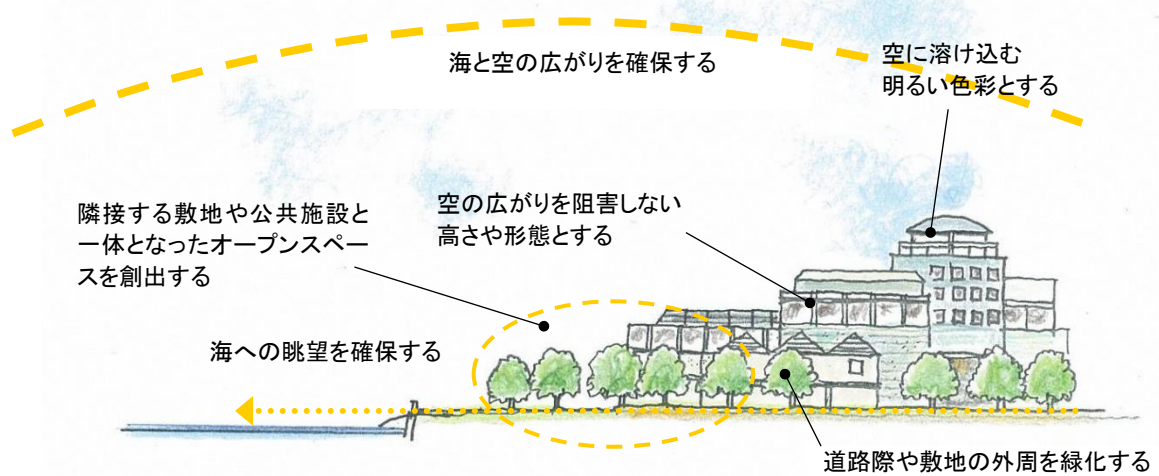 海と空の広がりを確保する
空に溶け込む
明るい色彩とする
隣接する敷地や公共施設と
一体となったオープンスペー
スを創出する
空の広がりを阻害しない
高さや形態とする
海への眺望を確保する
道路際や敷地の外周を緑化する